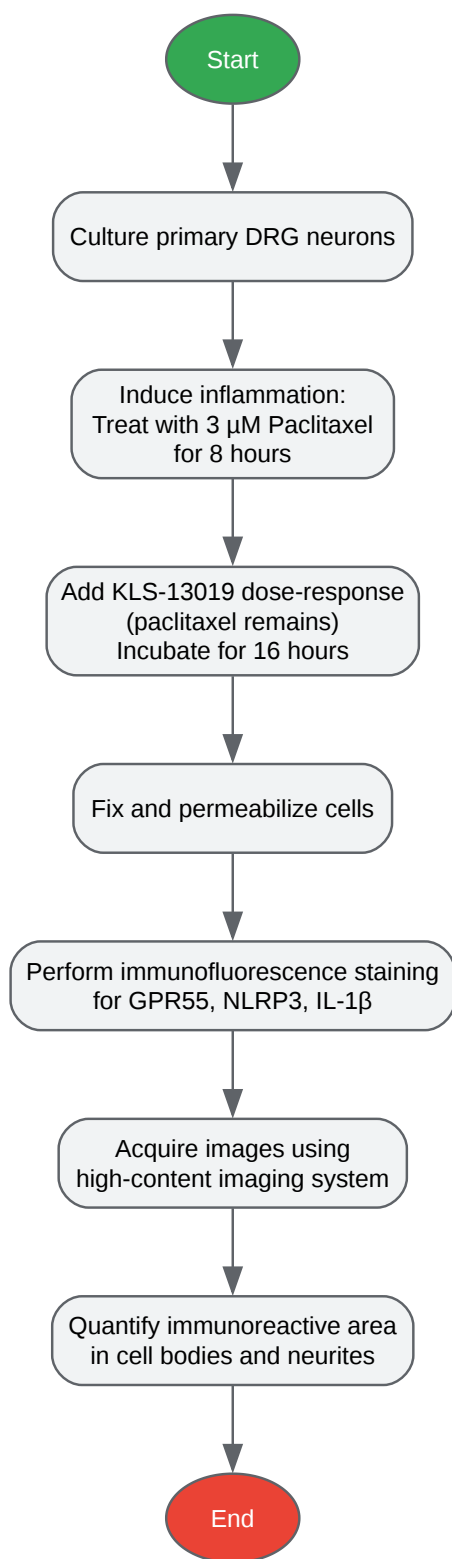 Start
Culture primary DRG neurons
Induce inflammation:
Treat with 3 µM Paclitaxel
for 8 hours
Add KLS-13019 dose-response
(paclitaxel remains)
Incubate for 16 hours
Fix and permeabilize cells
Perform immunofluorescence staining
for GPR55, NLRP3, IL-1β
Acquire images using
high-content imaging system
Quantify immunoreactive area
in cell bodies and neurites
End